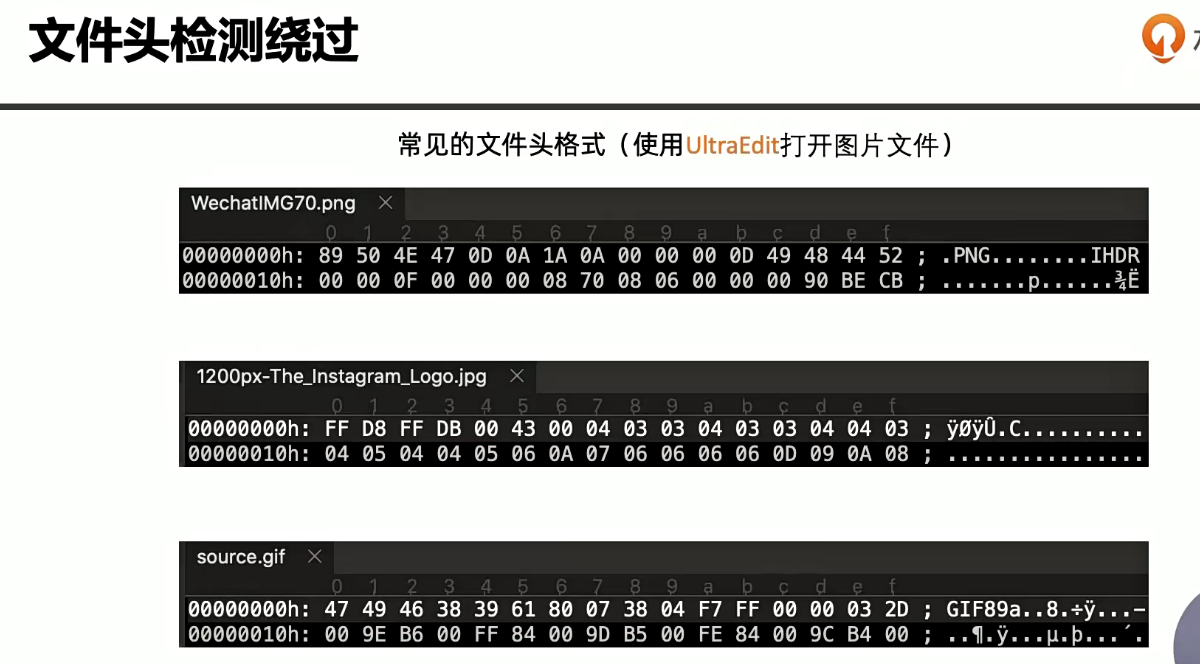 文件头检测绕过
常见的文件头格式（使用UltraEdit打开图片文件）
WechatIMG70.png ×
0 1 2 3 4 5 6 7 8 9 a b c d e f
00000000h: 89 50 4E 47 0D 0A 1A 0A 00 00 00 0D 49 48 44 52 ; .PNG........IHDR
00000010h: 00 00 0F 00 00 00 08 70 08 06 00 00 00 90 BE CB ; .......p......¾Ë
1200px-The_Instagram_Logo.jpg ×
0 1 2 3 4 5 6 7 8 9 a b c d e f
00000000h: FF D8 FF DB 00 43 00 04 03 03 04 03 03 04 04 03 ; ÿØÿÛ.C..........
00000010h: 04 05 04 04 05 06 0A 07 06 06 06 06 0D 09 0A 08 ; ................
source.gif ×
0 1 2 3 4 5 6 7 8 9 a b c d e f
00000000h: 47 49 46 38 39 61 80 07 38 04 F7 FF 00 00 03 2D ; GIF89a..8.÷ÿ...-
00000010h: 00 9E B6 00 FF 84 00 9D B5 00 FE 84 00 9C B4 00 ; ..¶.ÿ...µ.þ...´.